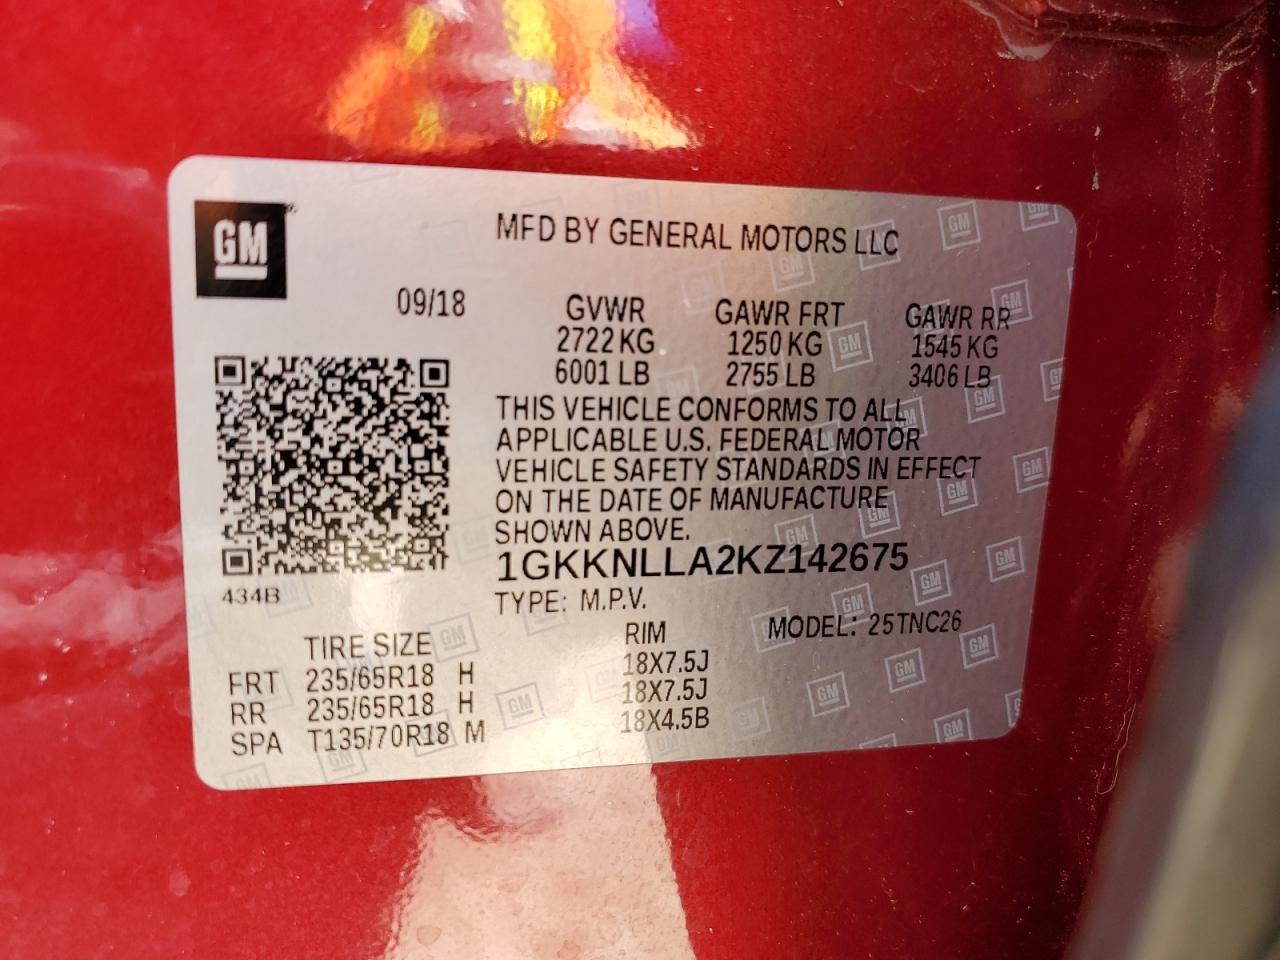 GM
MFD BY GENERAL MOTORS LLC
09/18
GVWR GAWR FRT GAWR RR
2722 KG 1250 KG 1545 KG
6001 LB 2755 LB 3406 LB
THIS VEHICLE CONFORMS TO ALL
APPLICABLE U.S. FEDERAL MOTOR
VEHICLE SAFETY STANDARDS IN EFFECT
ON THE DATE OF MANUFACTURE
SHOWN ABOVE.
1GKKNLLA2KZ142675
434B
TYPE: M.P.V.
MODEL: 25TNC26
TIRE SIZE RIM
FRT 235/65R18 H 18X7.5J
RR 235/65R18 H 18X7.5J
SPA T135/70R18 M 18X4.5B